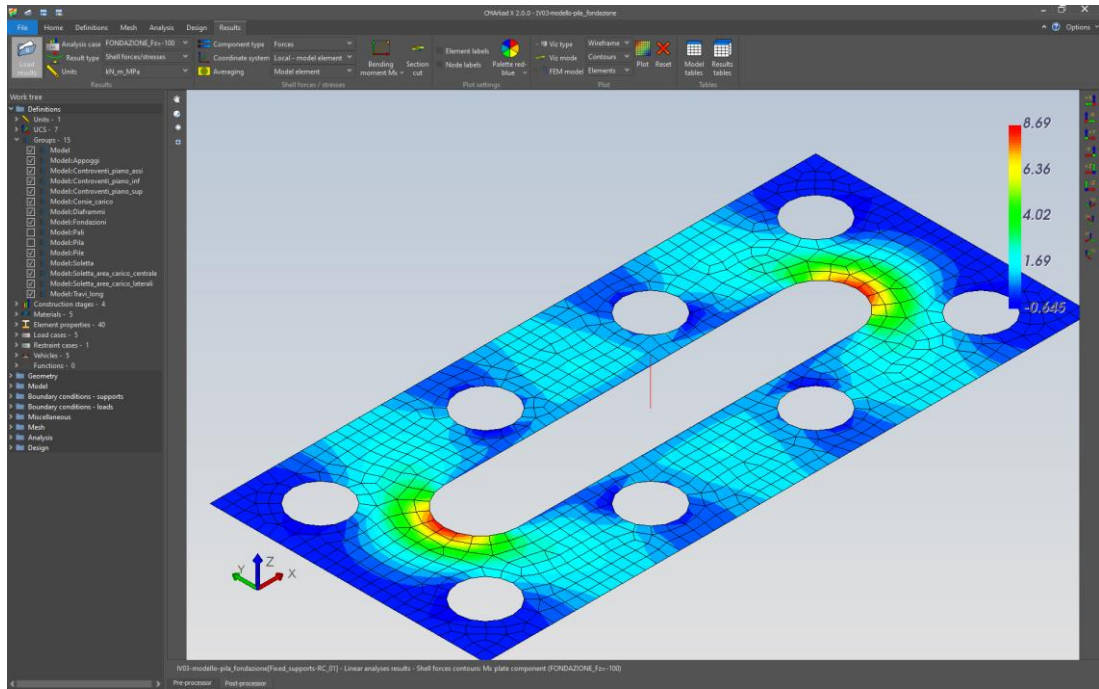 CMArkad X 2.0.0 - IV03-modello-pila_fondazione
File Home Definitions Mesh Analysis Design Results Options
Load results
Analysis case FONDAZIONE_Fz=-100
Result type Shell forces/stresses
Units kN_m_MPa
Results
Component type Forces
Coordinate system Local - model element
Averaging Model element
Bending moment Mx
Section cut
Shell forces / stresses
Element labels
Node labels
Palette red-blue
Plot settings
Viz type Wireframe
Viz mode Contours
FEM model Elements
Plot Reset
Plot
Model tables
Results tables
Tables
Work tree
Definitions
Units - 1
UCS - 7
Groups - 15
Model
Model::Appoggi
Model::Controventi_piano_assi
Model::Controventi_piano_inf
Model::Controventi_piano_sup
Model::Corsie_carico
Model::Diaframmi
Model::Fondazioni
Model::Pali
Model::Pila
Model::Pile
Model::Soletta
Model::Soletta_area_carico_centrale
Model::Soletta_aree_carico_laterali
Model::Travi_long
Construction stages - 4
Materials - 5
Element properties - 40
Load cases - 5
Restraint cases - 1
Vehicles - 5
Functions - 0
Geometry
Model
Boundary conditions - supports
Boundary conditions - loads
Miscellaneous
Mesh
Analysis
Design
8.69
6.36
4.02
1.69
-0.645
Z
Y
X
IV03-modello-pila_fondazione[Fixed_supports-RC_01] - Linear analyses results - Shell forces contours: Mx plate component (FONDAZIONE_Fz=-100)
Pre-processor Post-processor